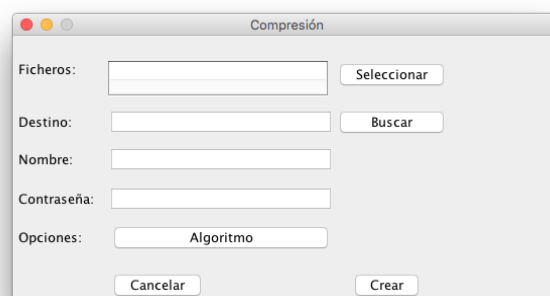 Compresión
Ficheros: Seleccionar
Destino: Buscar
Nombre:
Contraseña:
Opciones: Algoritmo
Cancelar Crear